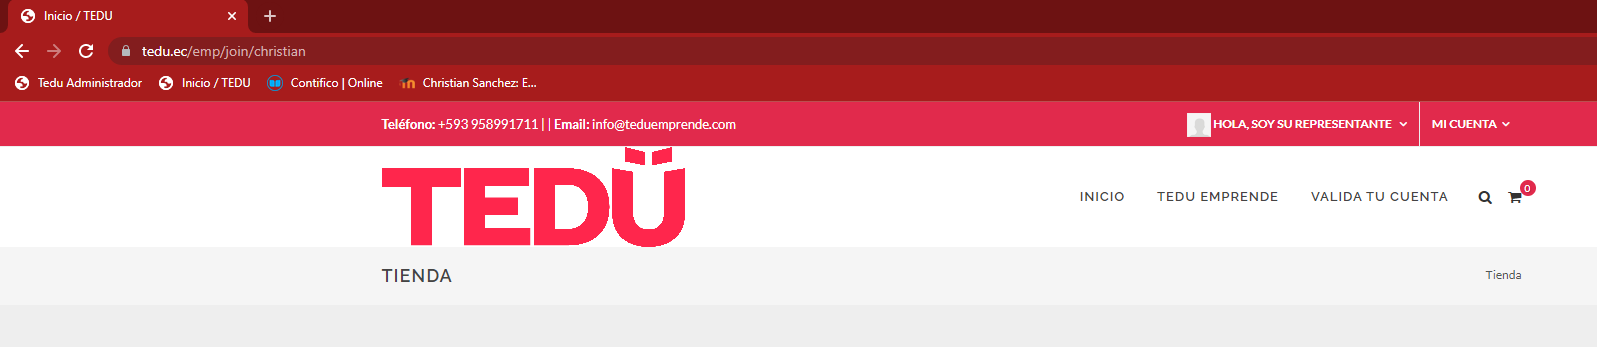 Inicio / TEDU
tedu.ec/emp/join/christian
Tedu Administrador Inicio / TEDU Contifico | Online Christian Sanchez: E...
Teléfono: +593 958991711 | | Email: info@teduemprende.com HOLA, SOY SU REPRESENTANTE MI CUENTA
TEDÜ
INICIO TEDU EMPRENDE VALIDA TU CUENTA 0
TIENDA Tienda